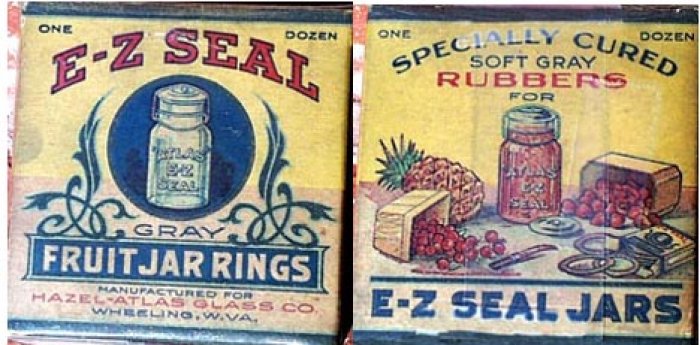 ONE DOZEN
E-Z SEAL
ATLAS
E-Z
SEAL
GRAY
FRUIT JAR RINGS
MANUFACTURED FOR
HAZEL-ATLAS GLASS CO.
WHEELING, W.VA.
ONE DOZEN
SPECIALLY CURED
SOFT GRAY
RUBBERS
FOR
ATLAS
E-Z
SEAL
E-Z SEAL JARS